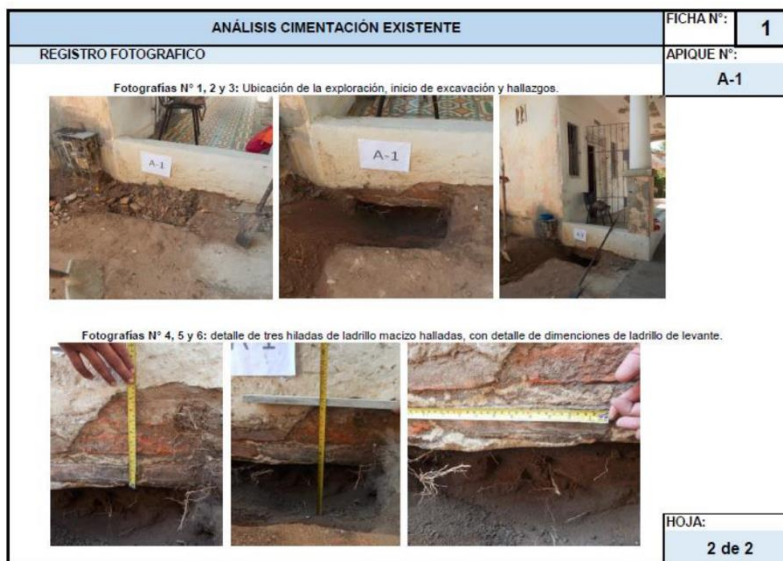 ANÁLISIS CIMENTACIÓN EXISTENTE
FICHA N°:
1
REGISTRO FOTOGRAFICO
APIQUE N°:
A-1
Fotografías N° 1, 2 y 3: Ubicación de la exploración, inicio de excavación y hallazgos.
A-1
A-1
Fotografías N° 4, 5 y 6: detalle de tres hiladas de ladrillo macizo halladas, con detalle de dimenciones de ladrillo de levante.
HOJA:
2 de 2